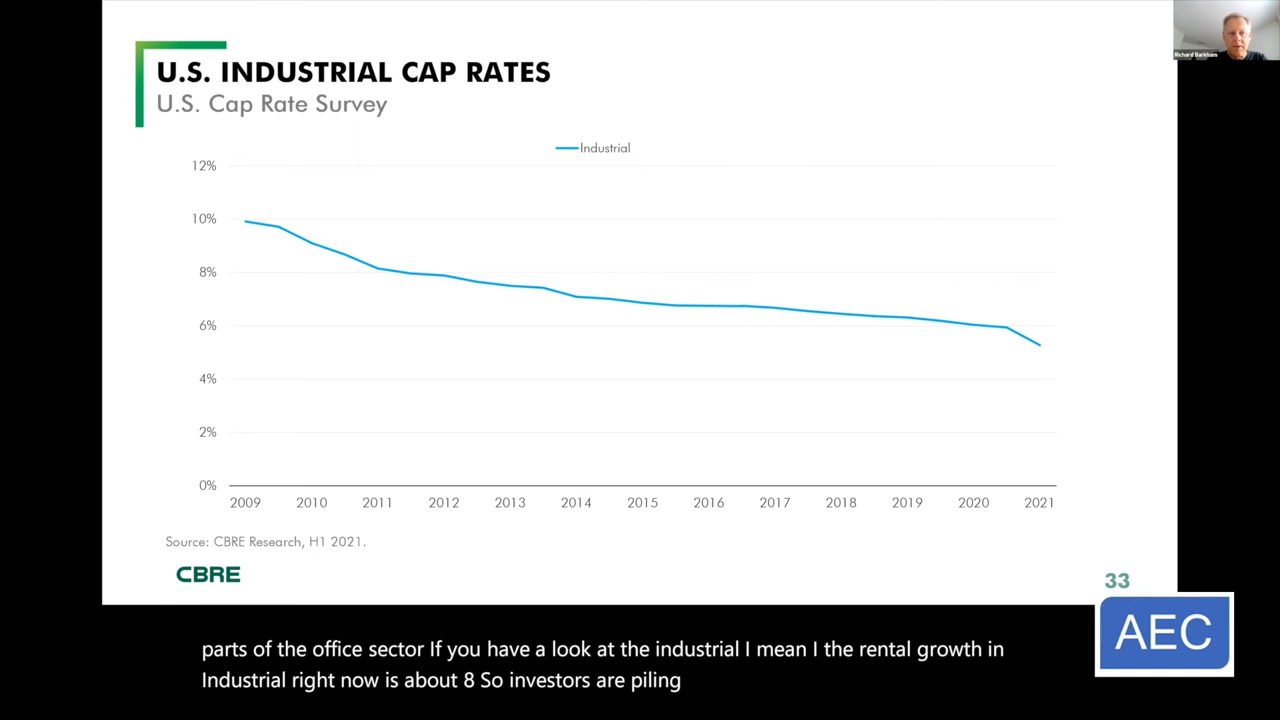 U.S. INDUSTRIAL CAP RATES
U.S. Cap Rate Survey
Richard Barkham
Industrial
12%
10%
8%
6%
4%
2%
0%
2009 2010 2011 2012 2013 2014 2015 2016 2017 2018 2019 2020 2021
Source: CBRE Research, H1 2021.
CBRE
33
AEC
parts of the office sector If you have a look at the industrial I mean I the rental growth in
Industrial right now is about 8 So investors are piling